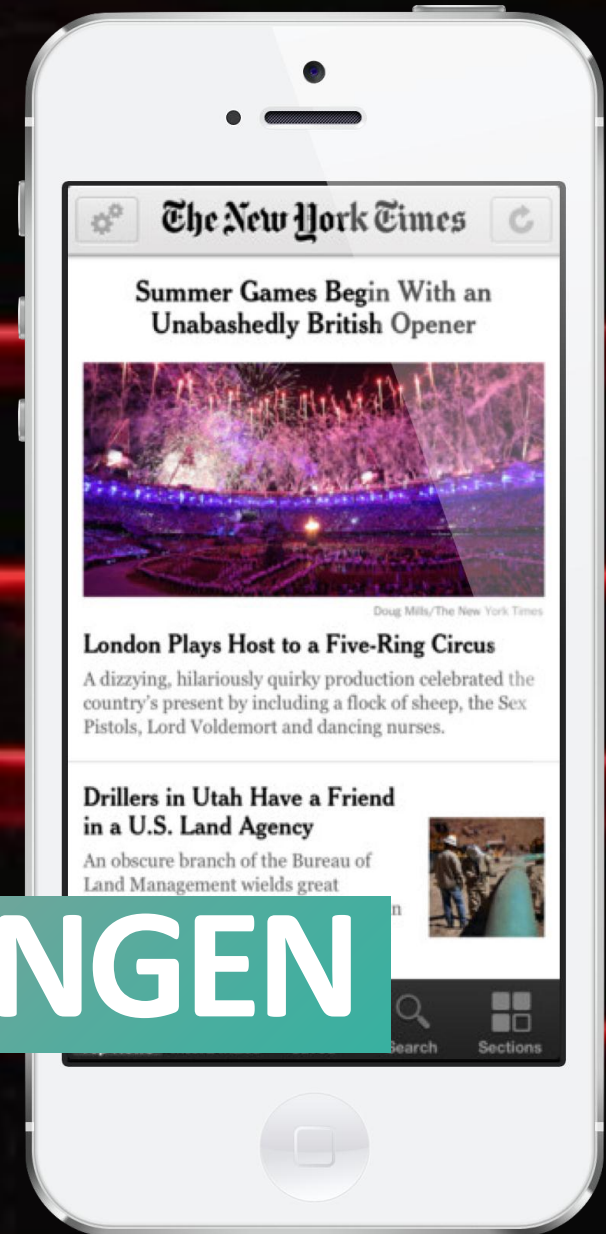 The New York Times
Summer Games Begin With an
Unabashedly British Opener
Doug Mills/The New York Times
London Plays Host to a Five-Ring Circus
A dizzying, hilariously quirky production celebrated the
country's present by including a flock of sheep, the Sex
Pistols, Lord Voldemort and dancing nurses.
Drillers in Utah Have a Friend
in a U.S. Land Agency
An obscure branch of the Bureau of
Land Management wields great
NGEN
Search
Sections